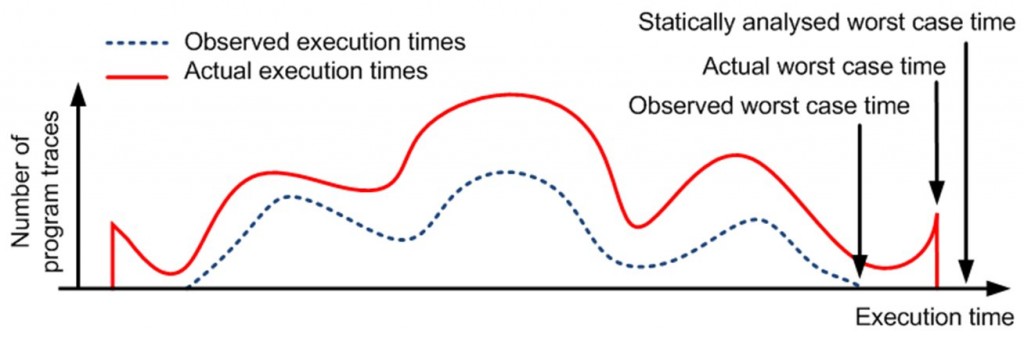 Statically analysed worst case time
Observed execution times
Actual execution times
Actual worst case time
Observed worst case time
Number of
program traces
Execution time